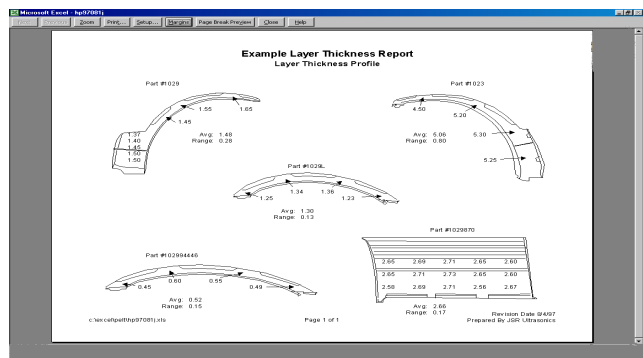 Microsoft Excel - hp97081j
Next Previous Zoom Print... Setup... Margins Page Break Preview Close Help
Example Layer Thickness Report
Layer Thickness Profile
Part #1029
1.55
1.65
1.45
1.37
1.40
1.45
1.50
1.50
Avg: 1.48
Range: 0.28
Part #1023
4.50
5.20
5.30
5.25
Avg: 5.06
Range: 0.80
Part #1029L
1.25
1.34
1.36
1.23
Avg: 1.30
Range: 0.13
Part #102994446
0.45
0.60
0.55
0.49
Avg: 0.52
Range: 0.15
Part #1029870
2.65 2.69 2.71 2.65 2.60
2.65 2.71 2.73 2.65 2.60
2.58 2.69 2.71 2.56 2.67
Avg: 2.66
Range: 0.17
c:\excel\pett\hp97081j.xls
Page 1 of 1
Revision Date 8/4/97
Prepared By JSR Ultrasonics